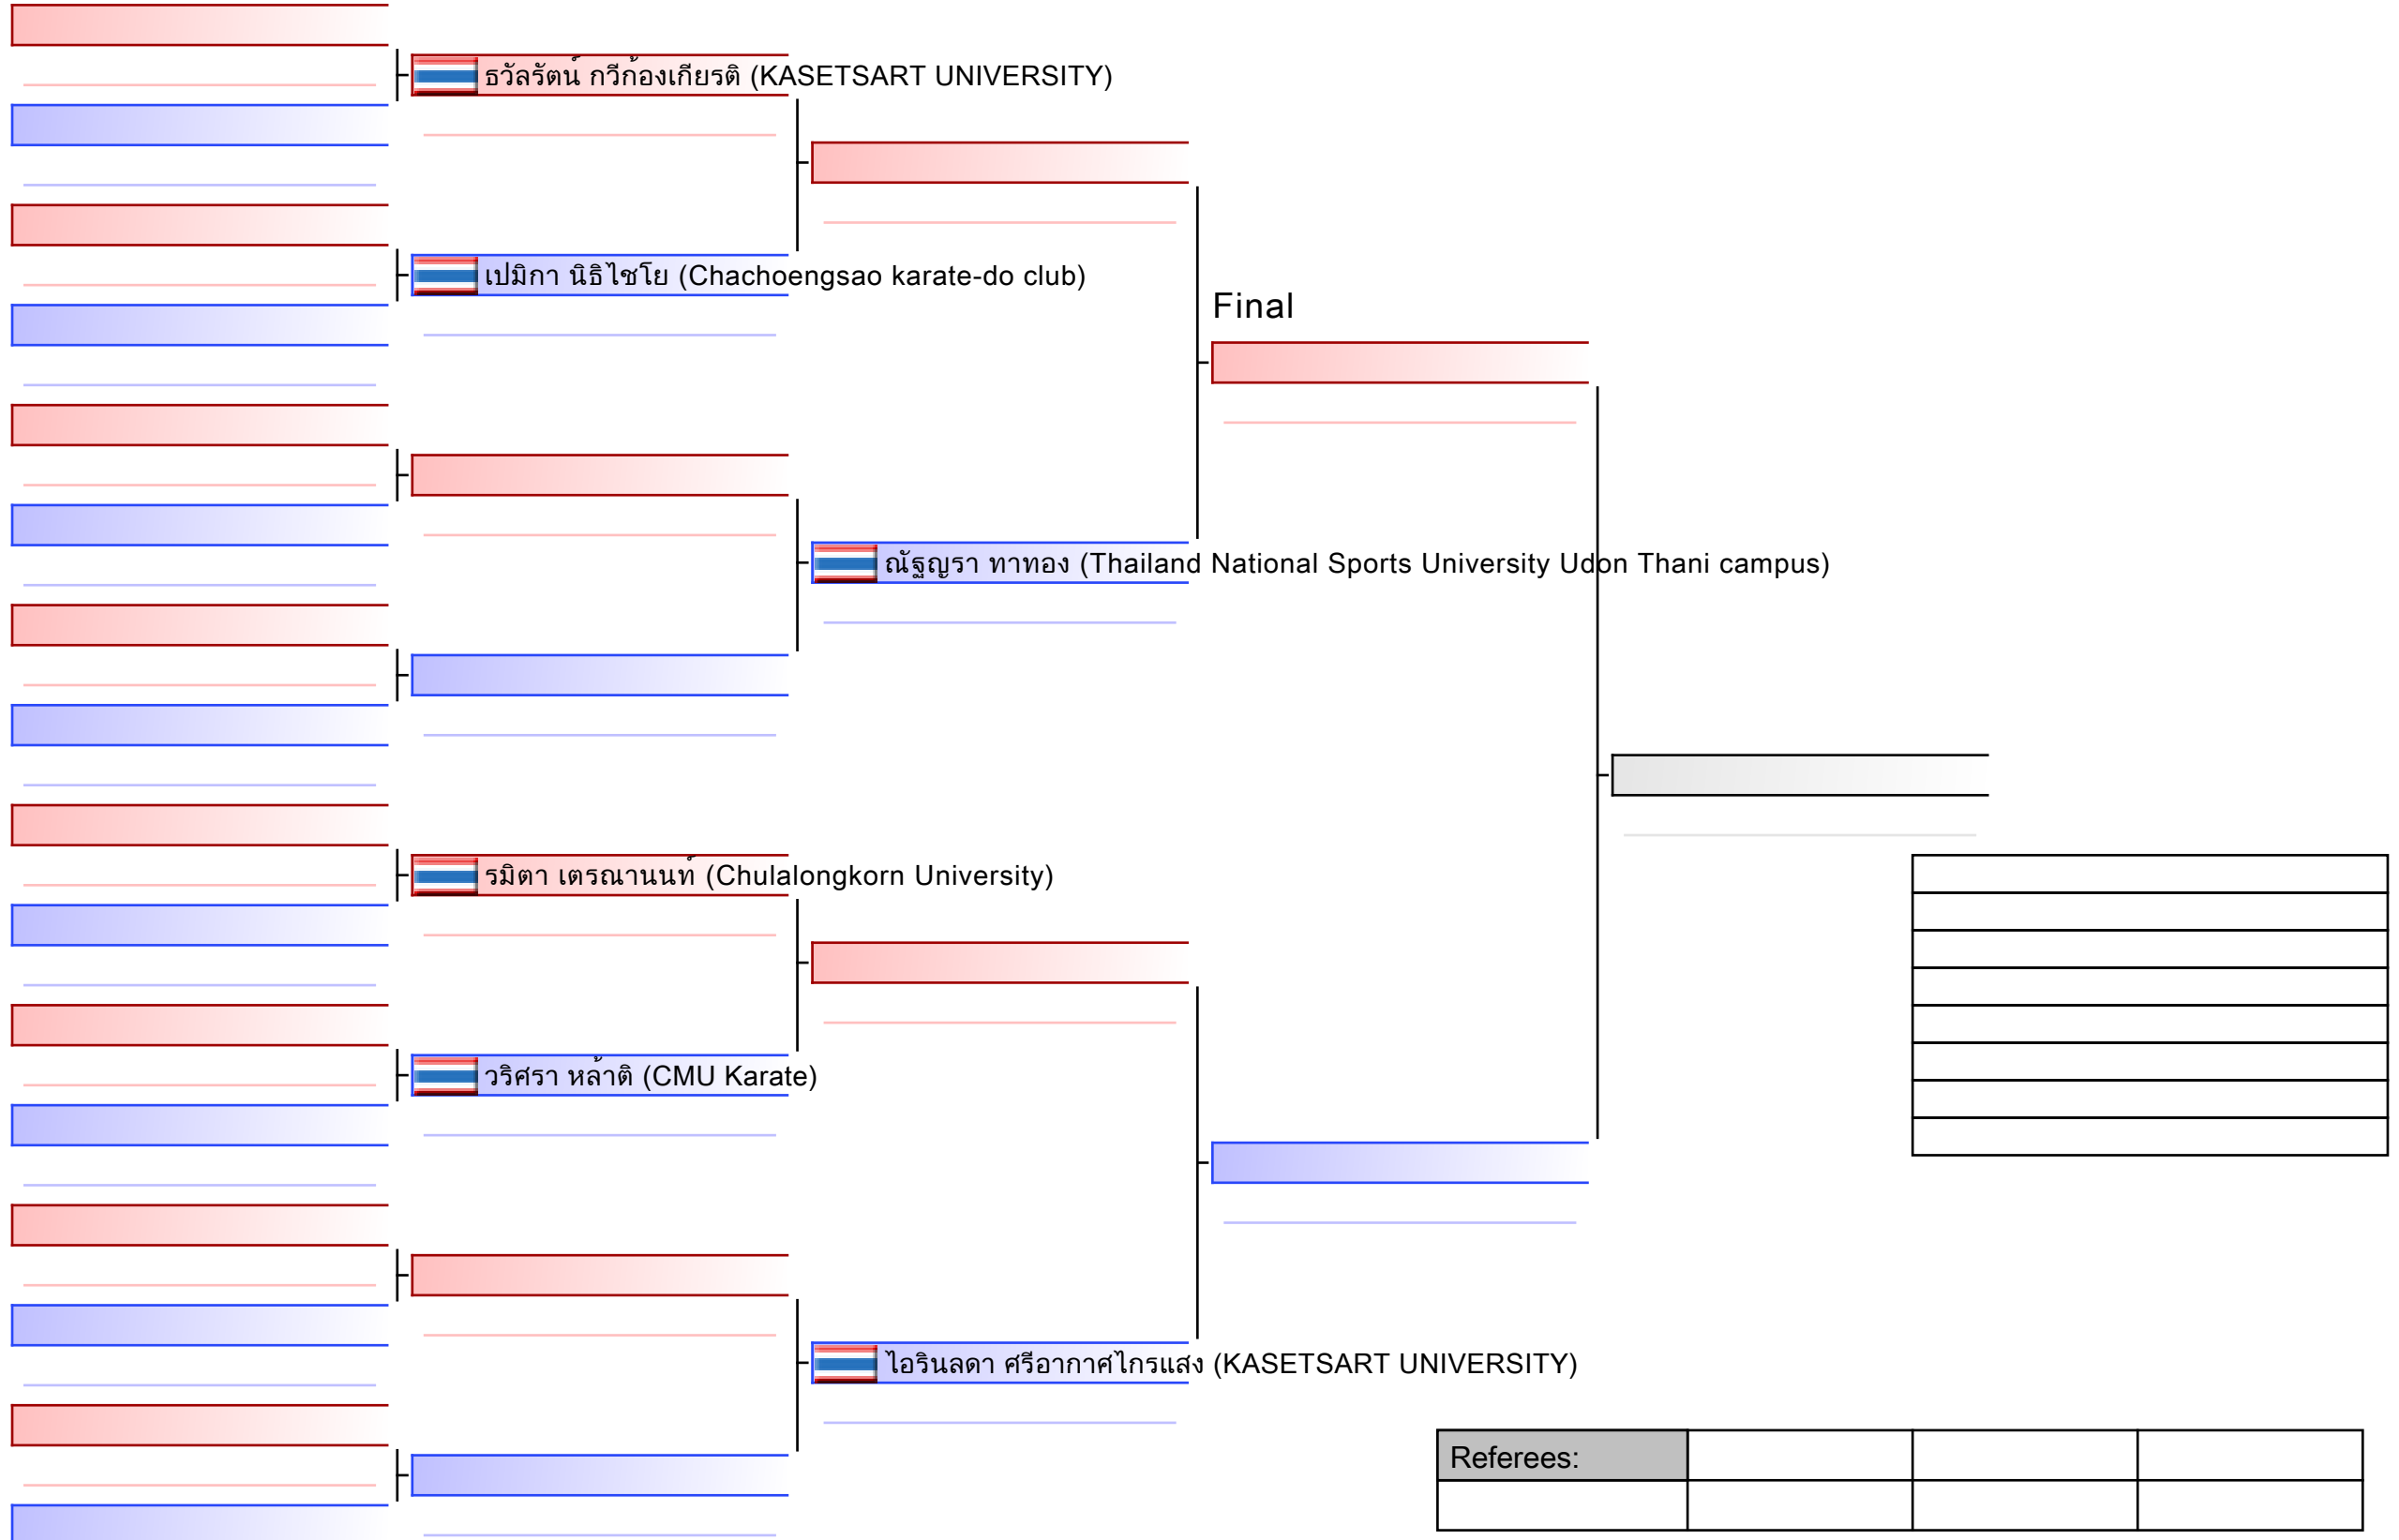 ธวัลรัตน์ กวีก้องเกียรติ (KASETSART UNIVERSITY)
เปมิกา นิธิไชโย (Chachoengsao karate-do club)
Final
ณัฐญรา ทาทอง (Thailand National Sports University Udon Thani campus)
รมิตา เตรณานนท์ (Chulalongkorn University)
วริศรา หล้าติ (CMU Karate)
ไอรินลดา ศรีอากาศไกรแสง (KASETSART UNIVERSITY)
Referees: